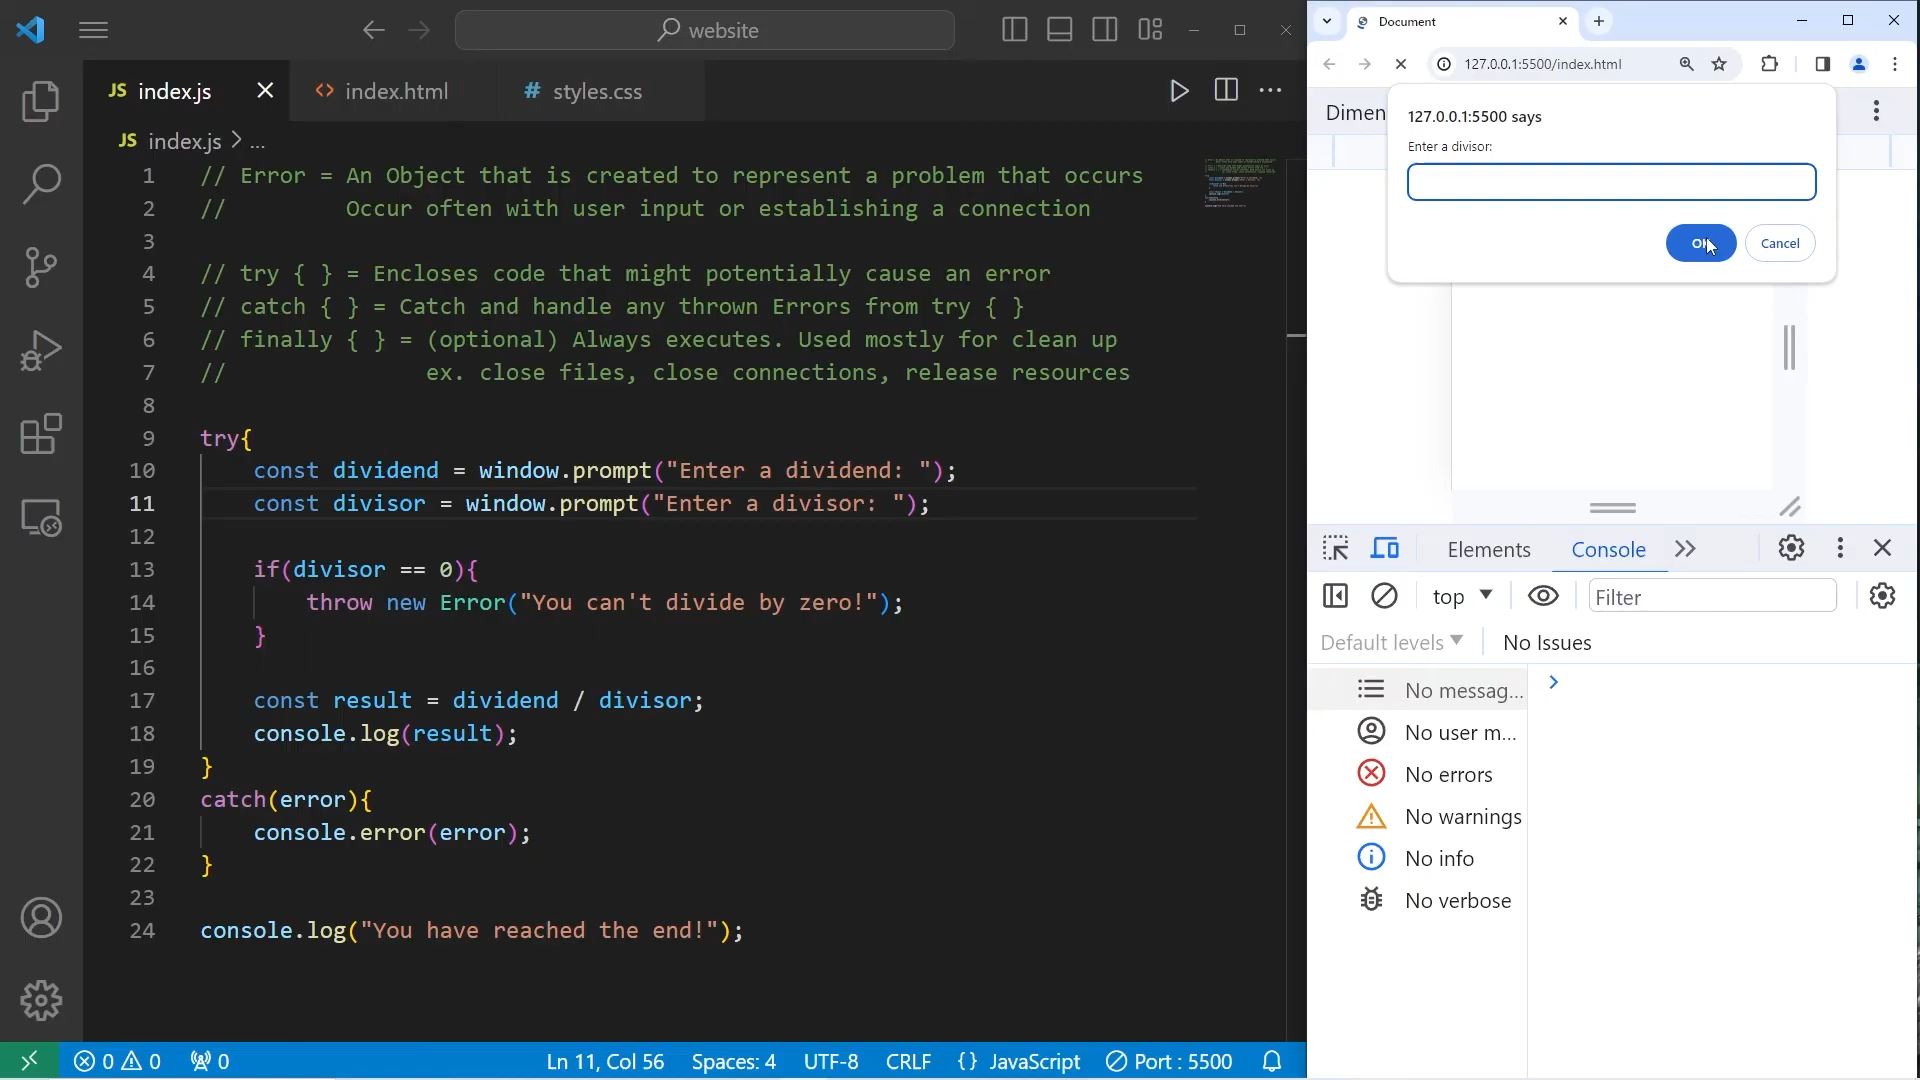 website
JS index.js
<> index.html
# styles.css
JS index.js > ...
1 // Error = An Object that is created to represent a problem that occurs
2 //         Occur often with user input or establishing a connection
3
4 // try { } = Encloses code that might potentially cause an error
5 // catch { } = Catch and handle any thrown Errors from try { }
6 // finally { } = (optional) Always executes. Used mostly for clean up
7 //               ex. close files, close connections, release resources
8
9 try{
10     const dividend = window.prompt("Enter a dividend: ");
11     const divisor = window.prompt("Enter a divisor: ");
12
13     if(divisor == 0){
14         throw new Error("You can't divide by zero!");
15     }
16
17     const result = dividend / divisor;
18     console.log(result);
19 }
20 catch(error){
21     console.error(error);
22 }
23
24 console.log("You have reached the end!");
0 0 0
Ln 11, Col 56 Spaces: 4 UTF-8 CRLF {} JavaScript Port : 5500
Document
127.0.0.1:5500/index.html
Dimen
127.0.0.1:5500 says
Enter a divisor:
Cancel
Elements Console
top Filter
Default levels No Issues
No messag...
No user m...
No errors
No warnings
No info
No verbose